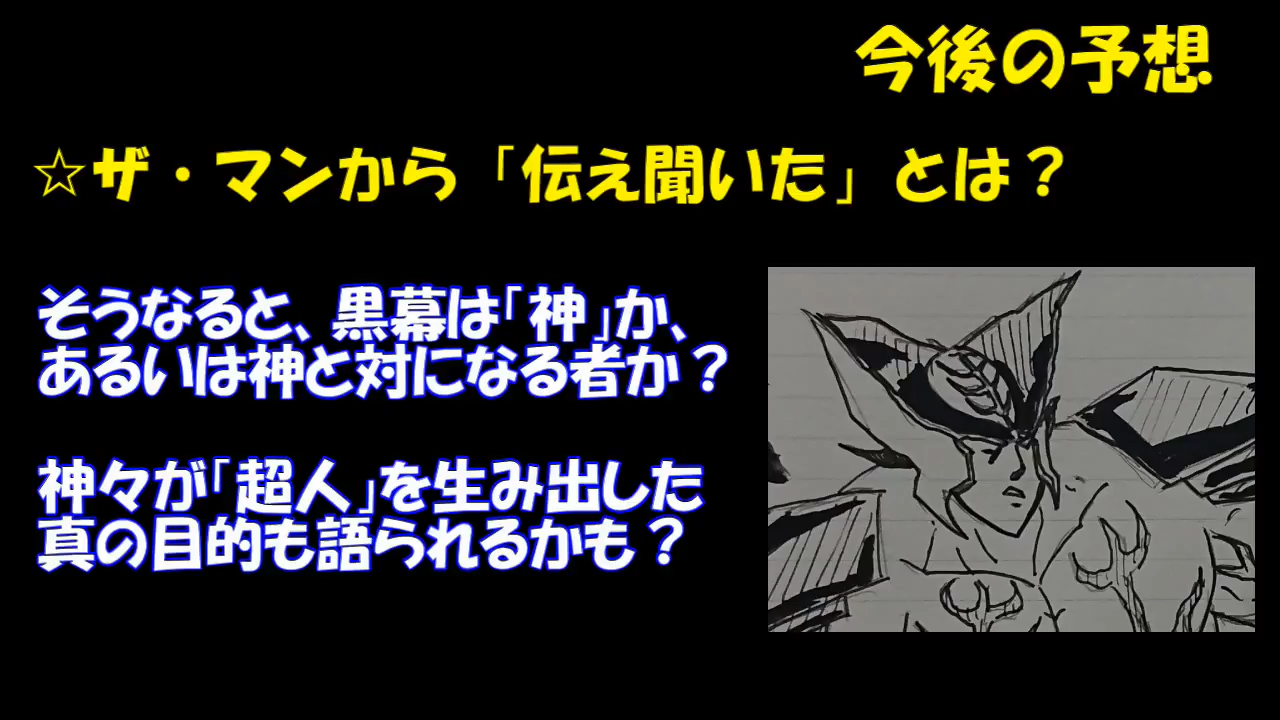 今後の予想
☆ザ・マンから「伝え聞いた」とは？
そうなると、黒幕は「神」か、
あるいは神と対になる者か？
神々が「超人」を生み出した
真の目的も語られるかも？